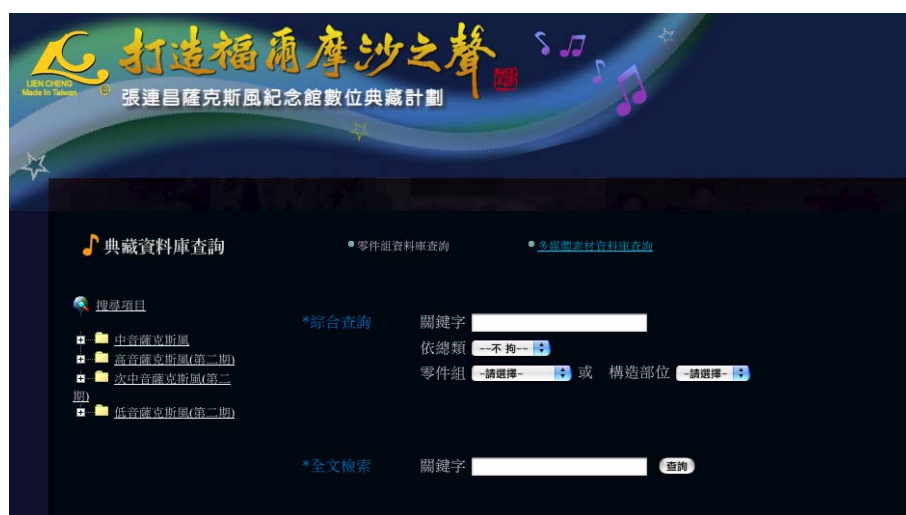 打造福爾摩沙之聲
LIEN CHENG
Made In Taiwan
®
張連昌薩克斯風紀念館數位典藏計劃
典藏資料庫查詢
零件組資料庫查詢
多媒體素材資料庫查詢
搜尋項目
中音薩克斯風
高音薩克斯風(第二期)
次中音薩克斯風(第二
期)
低音薩克斯風(第二期)
*綜合查詢 關鍵字
依總類 --不 拘--
零件組 -請選擇- 或 構造部位 -請選擇-
*全文檢索 關鍵字 查詢